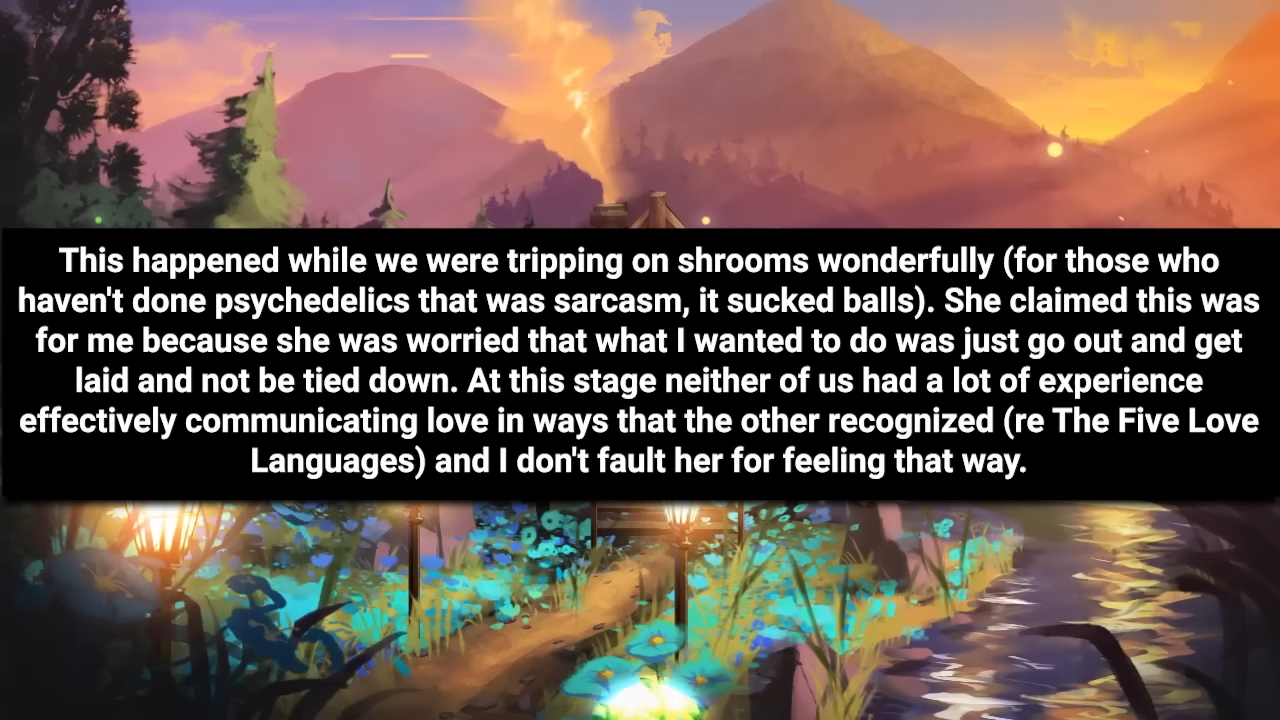 This happened while we were tripping on shrooms wonderfully (for those who
haven't done psychedelics that was sarcasm, it sucked balls). She claimed this was
for me because she was worried that what I wanted to do was just go out and get
laid and not be tied down. At this stage neither of us had a lot of experience
effectively communicating love in ways that the other recognized (re The Five Love
Languages) and I don't fault her for feeling that way.